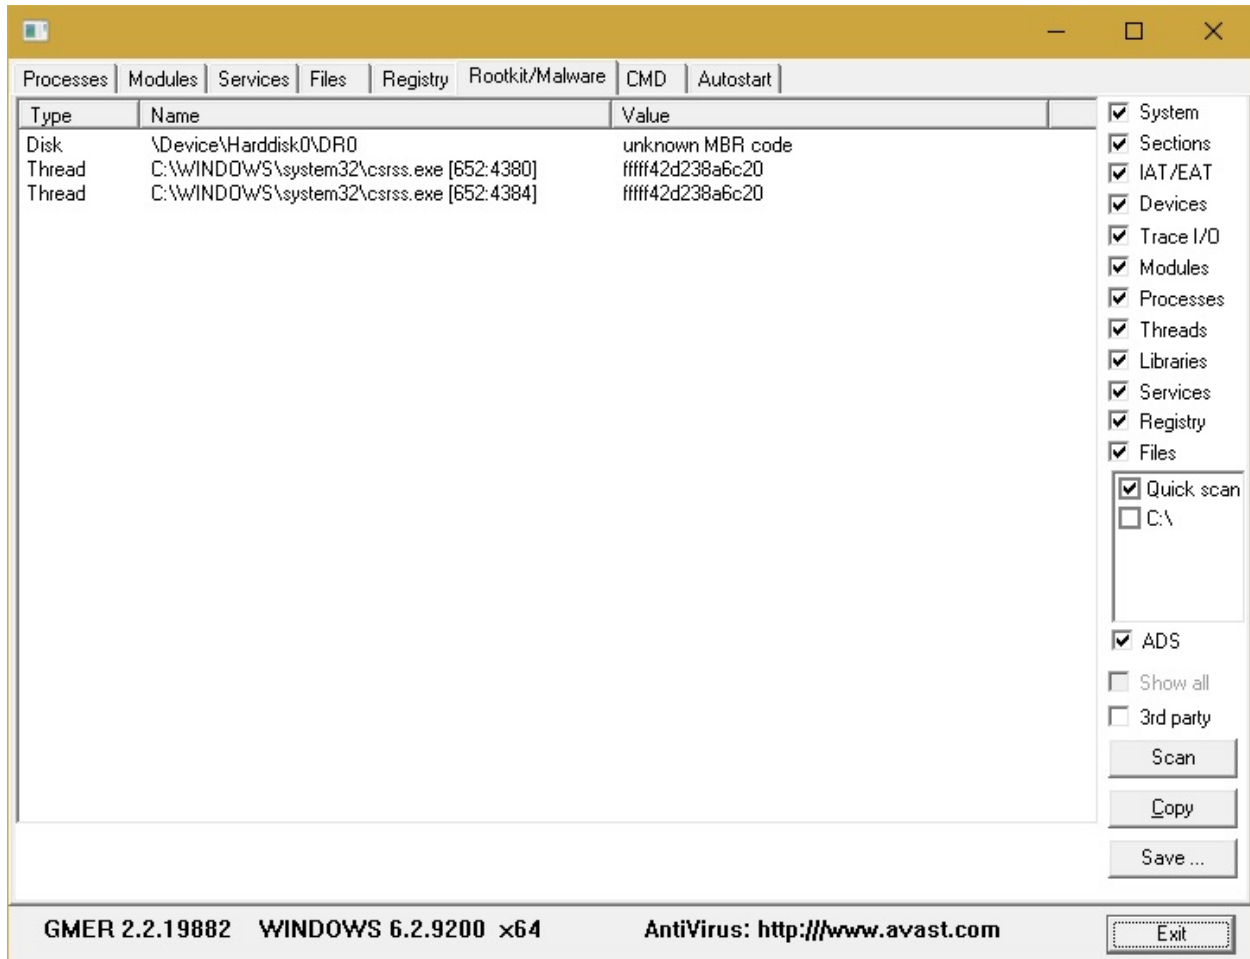 Processes Modules Services Files Registry Rootkit/Malware CMD Autostart
Type Name Value
Disk \Device\Harddisk0\DR0 unknown MBR code
Thread C:\WINDOWS\system32\csrss.exe [652:4380] fffff42d238a6c20
Thread C:\WINDOWS\system32\csrss.exe [652:4384] fffff42d238a6c20
System
Sections
IAT/EAT
Devices
Trace I/O
Modules
Processes
Threads
Libraries
Services
Registry
Files
Quick scan
C:\
ADS
Show all
3rd party
Scan
Copy
Save ...
GMER 2.2.19882 WINDOWS 6.2.9200 x64 AntiVirus: http:///www.avast.com Exit